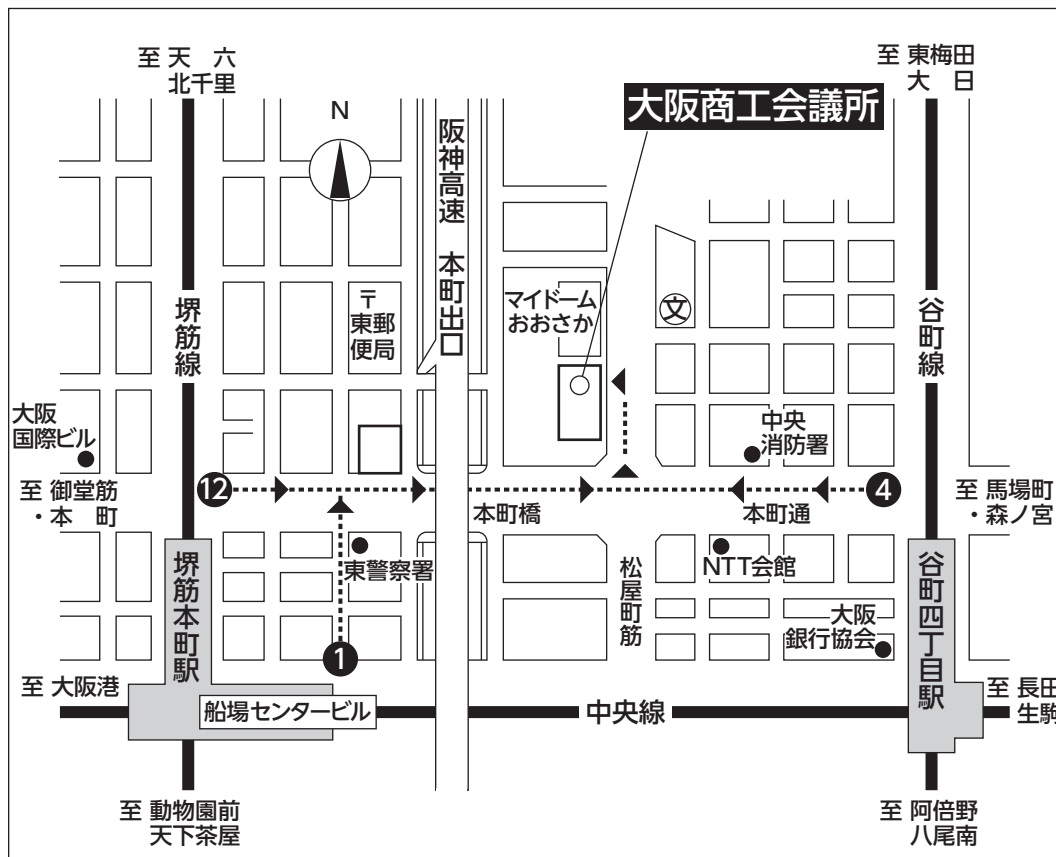 至 天 六
北千里
至 東梅田
大 日
N
大阪商工会議所
阪神高速 本町出口
堺筋線
〒
東郵
便局
マイドーム
おおさか
文
谷町線
大阪
国際ビル
中央
消防署
至 御堂筋
・本 町
12
4
至 馬場町
・森ノ宮
本町橋
本町通
東警察署
NTT会館
松屋町筋
堺筋本町駅
谷町四丁目駅
大阪
銀行協会
1
至 大阪港
船場センタービル
中央線
至 長田
生駒
至 動物園前
天下茶屋
至 阿倍野
八尾南